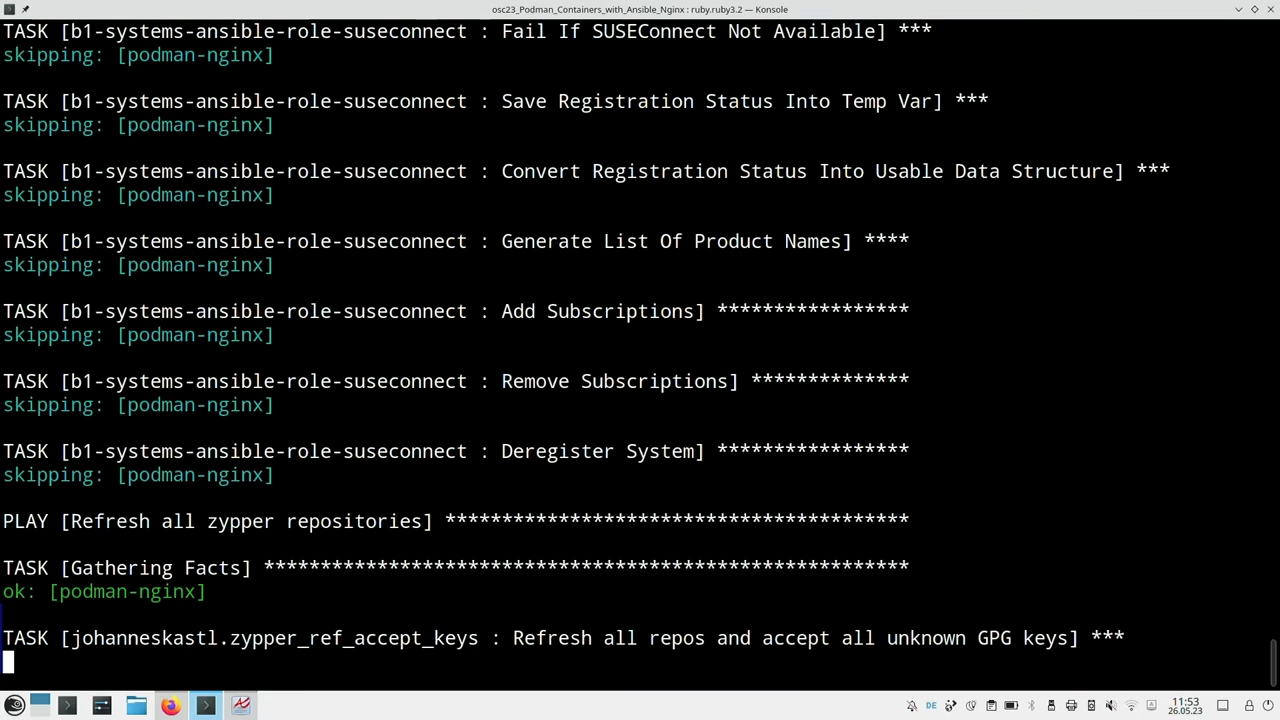 osc23_Podman_Containers_with_Ansible_Nginx : ruby.ruby3.2 — Konsole
TASK [b1-systems-ansible-role-suseconnect : Fail If SUSEConnect Not Available] ***
skipping: [podman-nginx]
TASK [b1-systems-ansible-role-suseconnect : Save Registration Status Into Temp Var] ***
skipping: [podman-nginx]
TASK [b1-systems-ansible-role-suseconnect : Convert Registration Status Into Usable Data Structure] ***
skipping: [podman-nginx]
TASK [b1-systems-ansible-role-suseconnect : Generate List Of Product Names] ****
skipping: [podman-nginx]
TASK [b1-systems-ansible-role-suseconnect : Add Subscriptions] *****************
skipping: [podman-nginx]
TASK [b1-systems-ansible-role-suseconnect : Remove Subscriptions] **************
skipping: [podman-nginx]
TASK [b1-systems-ansible-role-suseconnect : Deregister System] *****************
skipping: [podman-nginx]
PLAY [Refresh all zypper repositories] *****************************************
TASK [Gathering Facts] *********************************************************
ok: [podman-nginx]
TASK [johanneskastl.zypper_ref_accept_keys : Refresh all repos and accept all unknown GPG keys] ***
DE
11:53
26.05.23